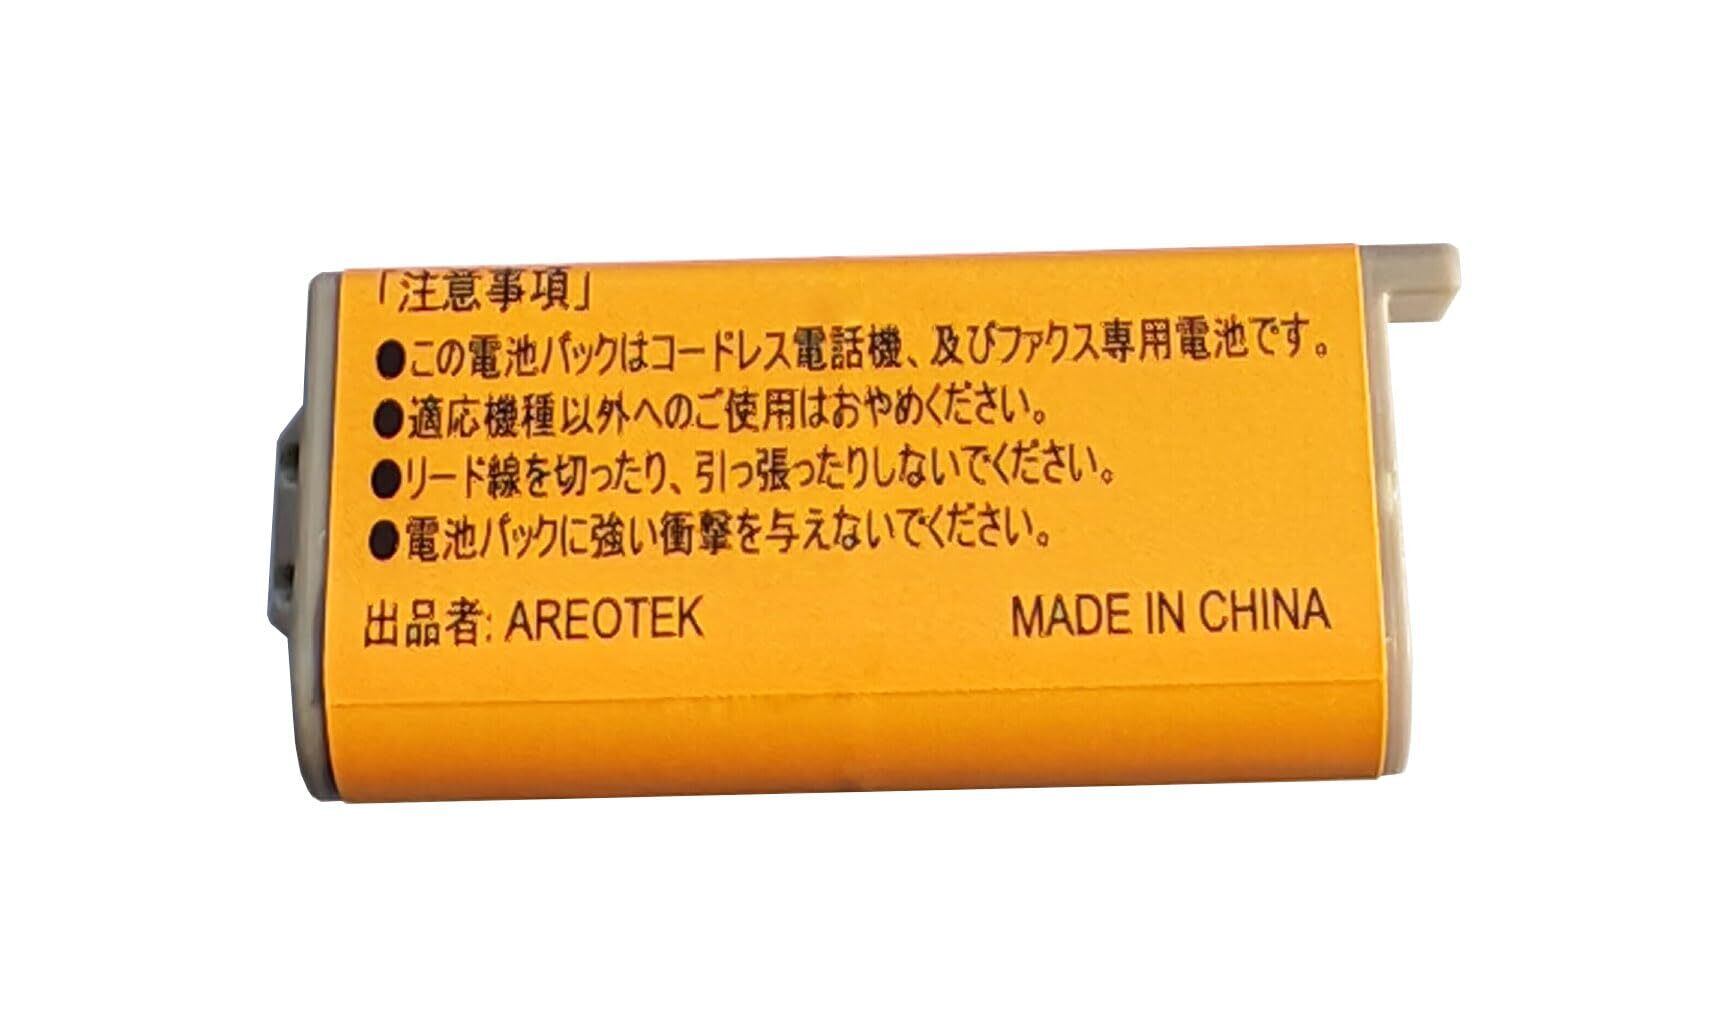 「注意事項」
●この電池パックはコードレス電話機、及びファクス専用電池です。
●適応機種以外へのご使用はおやめください。
●リード線を切ったり、引っ張ったりしないでください。
●電池パックに強い衝撃を与えないでください。
出品者: AREOTEK MADE IN CHINA